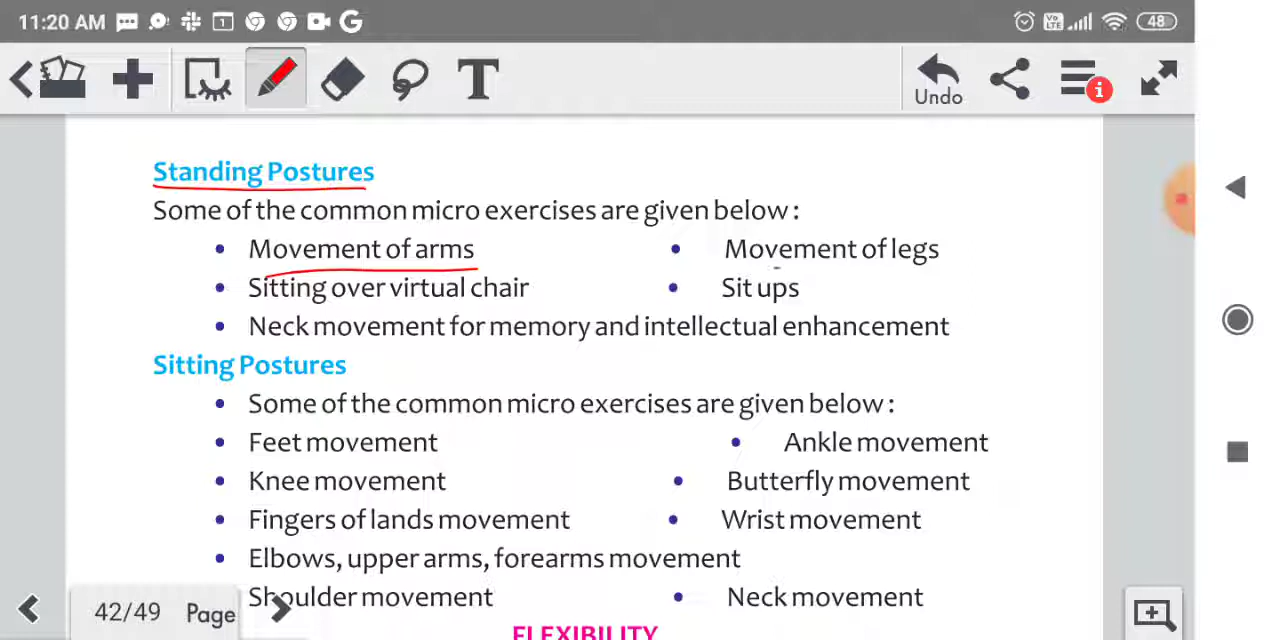 11:20 AM
1
G
Vo LTE
48
T
Undo
i
Standing Postures
Some of the common micro exercises are given below :
• Movement of arms • Movement of legs
• Sitting over virtual chair • Sit ups
• Neck movement for memory and intellectual enhancement
Sitting Postures
• Some of the common micro exercises are given below :
• Feet movement • Ankle movement
• Knee movement • Butterfly movement
• Fingers of lands movement • Wrist movement
• Elbows, upper arms, forearms movement
Shoulder movement • Neck movement
42/49 Page
FLEXIBILITY